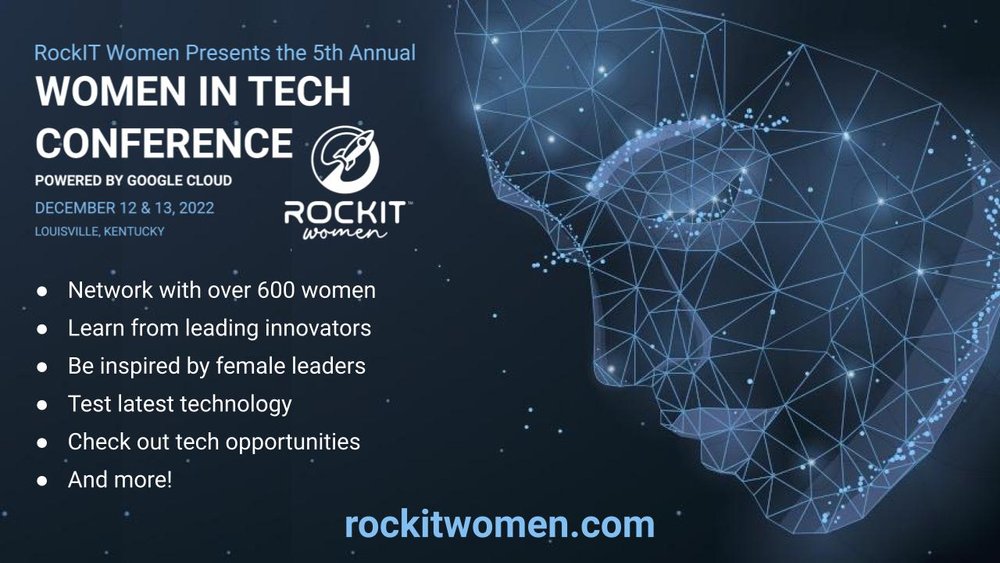 RockIT Women Presents the 5th Annual
WOMEN IN TECH
CONFERENCE
POWERED BY GOOGLE CLOUD
DECEMBER 12 & 13, 2022
LOUISVILLE, KENTUCKY
ROCKIT™
women
● Network with over 600 women
● Learn from leading innovators
● Be inspired by female leaders
● Test latest technology
● Check out tech opportunities
● And more!
rockitwomen.com